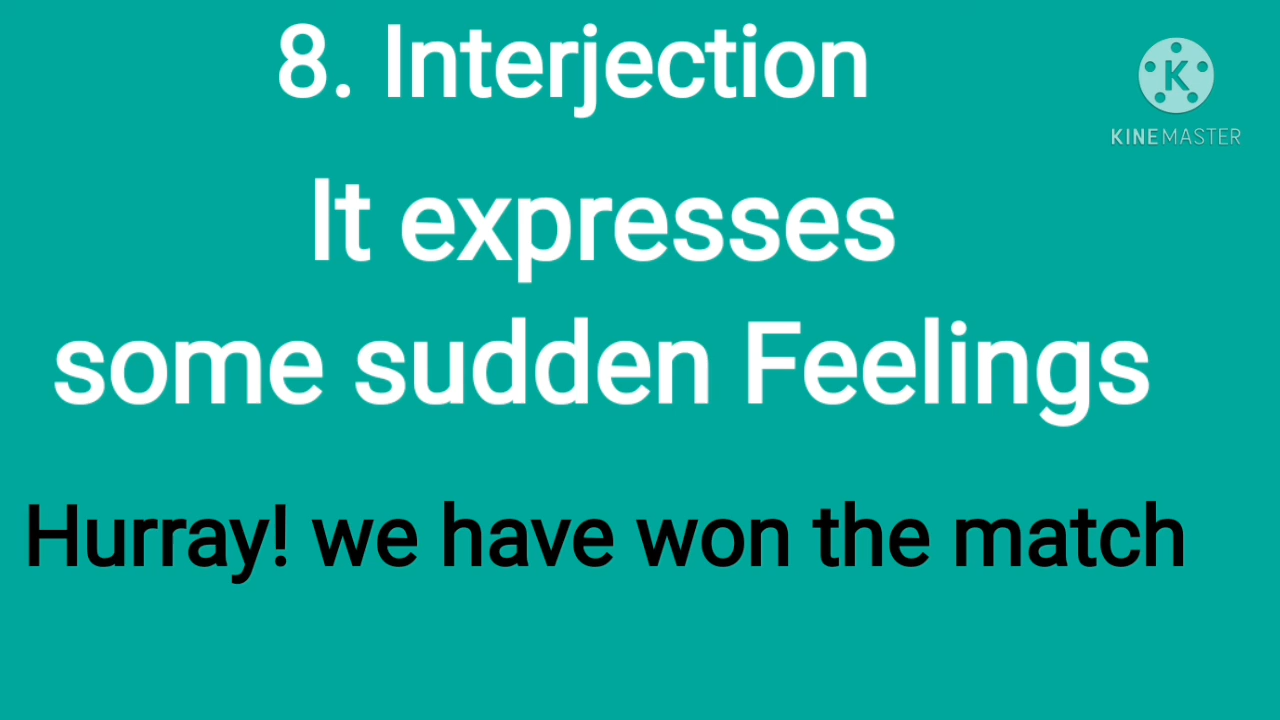 8. Interjection
KINEMASTER
It expresses
some sudden Feelings
Hurray! we have won the match